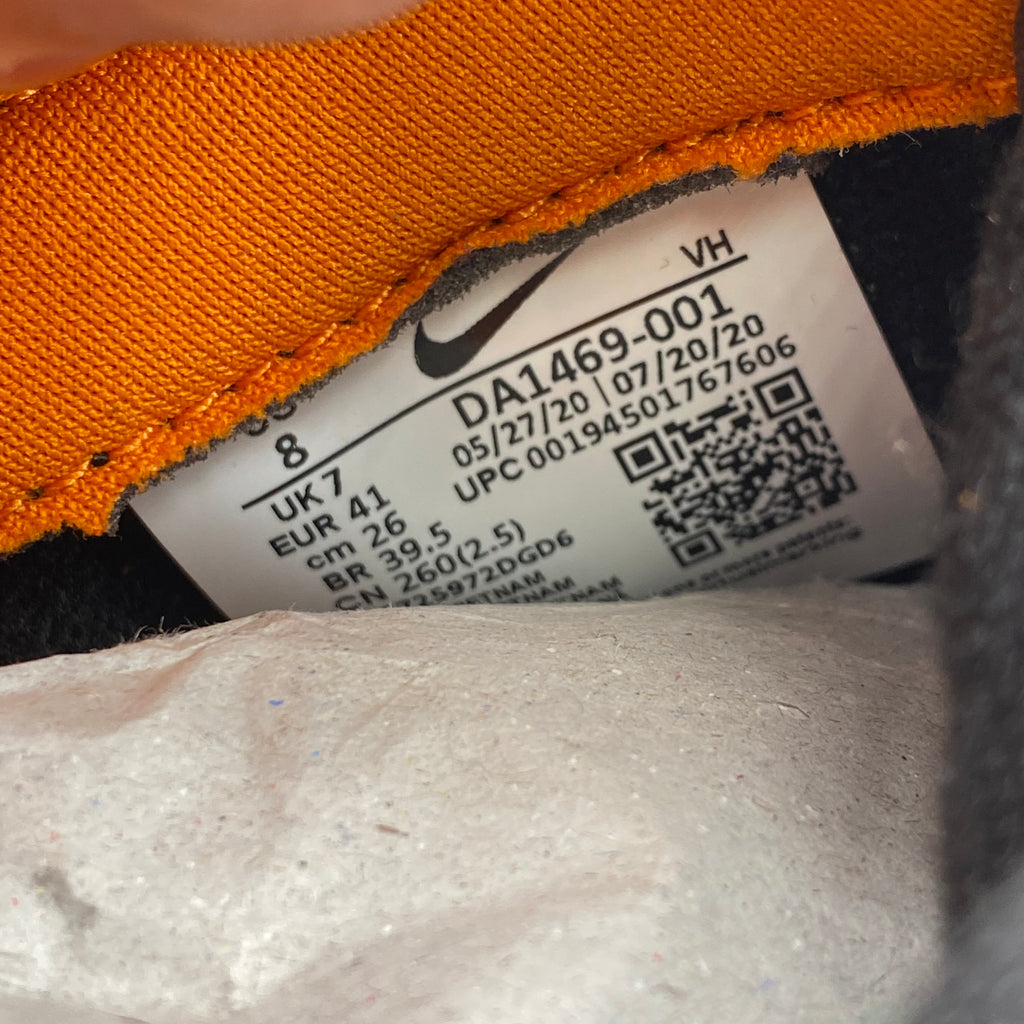 VH
8
UK 7
EUR 41
cm 26
BR 39.5
CN 260(2.5)
DA1469-001
05/27/20 | 07/20/20
UPC 00194501767606
25972DGD6